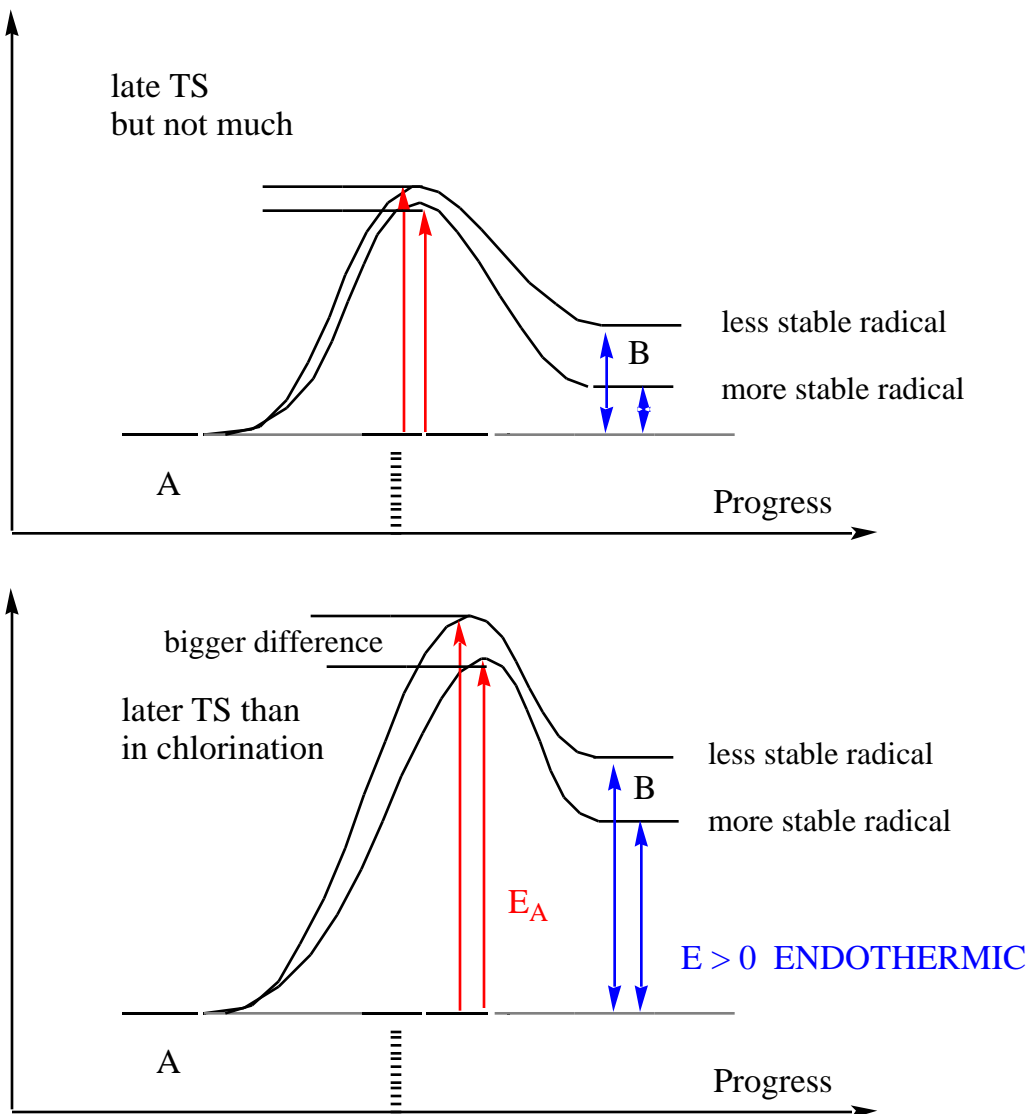 late TS
but not much
less stable radical
B
more stable radical
A
Progress
bigger difference
later TS than
in chlorination
less stable radical
B
more stable radical
E_A
E > 0 ENDOTHERMIC
A
Progress